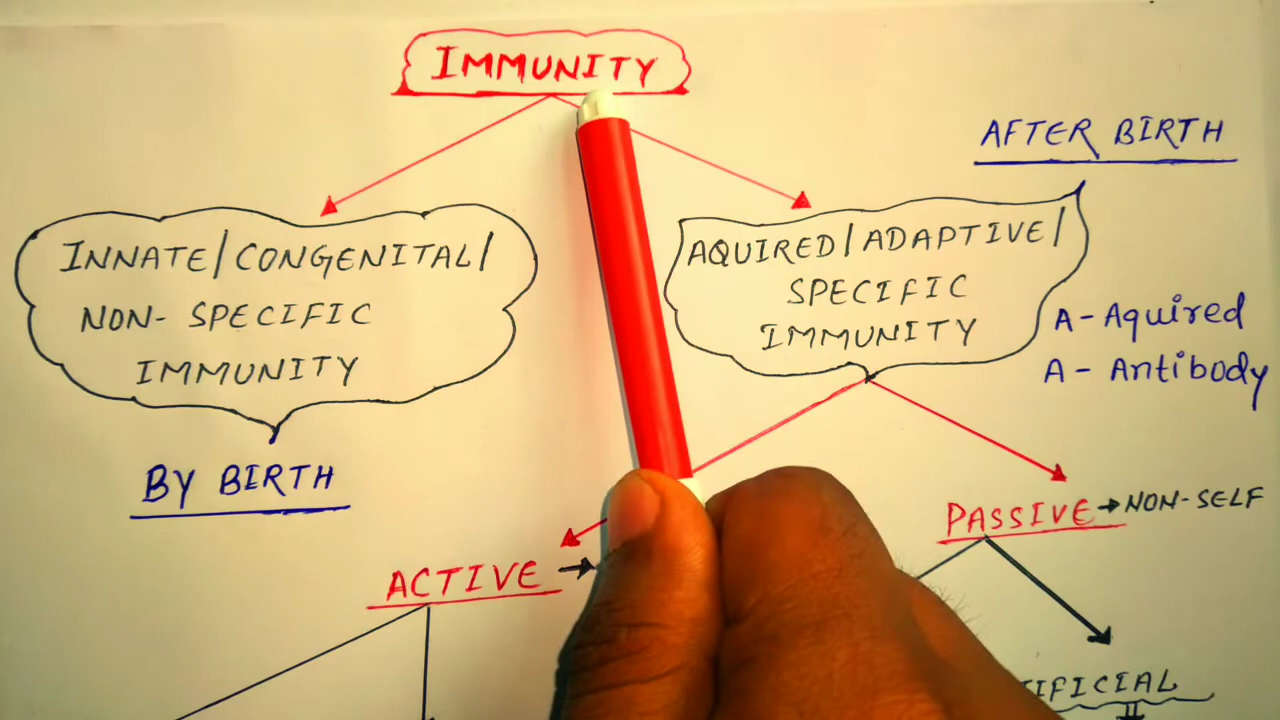 IMMUNITY
AFTER BIRTH
INNATE/CONGENITAL/
NON-SPECIFIC
IMMUNITY
BY BIRTH
AQUIRED/ADAPTIVE/
SPECIFIC
IMMUNITY
A-Aquired
A-Antibody
ACTIVE →
PASSIVE → NON-SELF